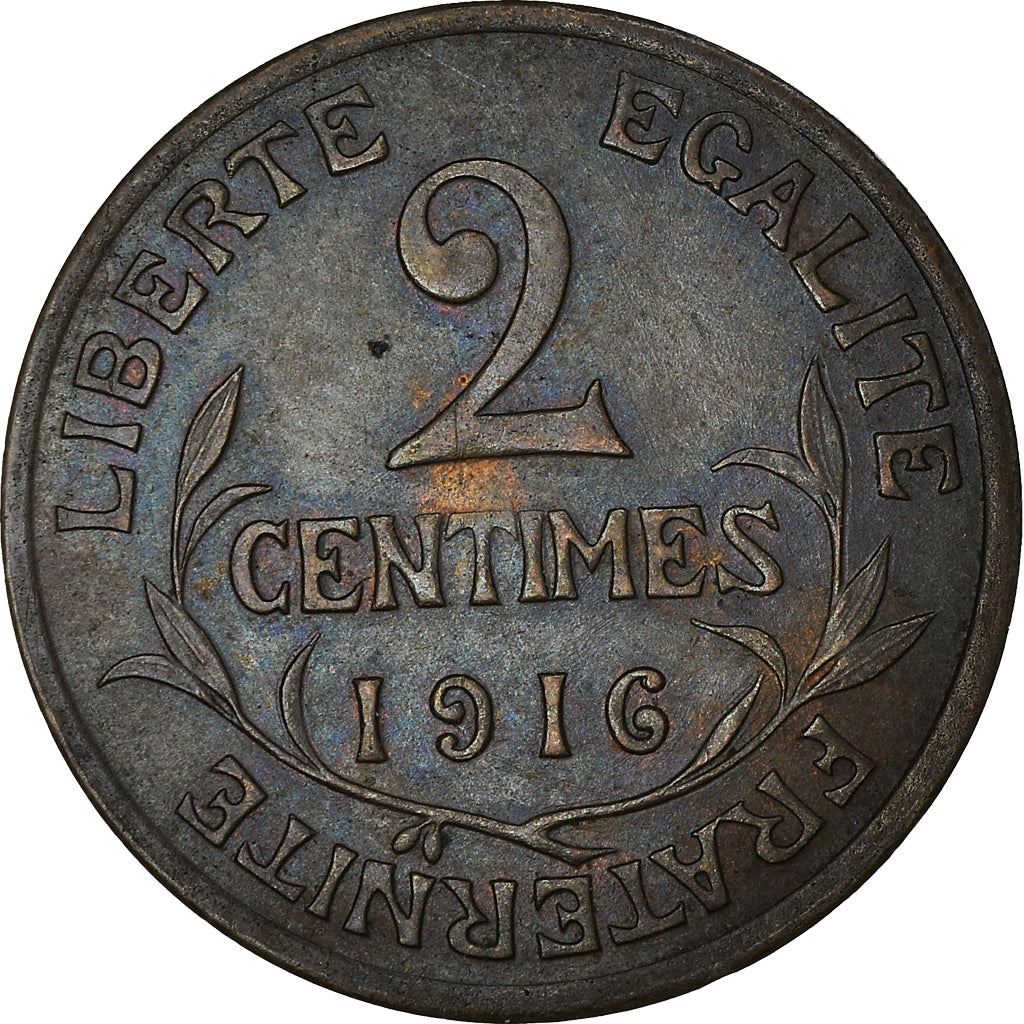 LIBERTE EGALITE FRATERNITE
2
CENTIMES
1916